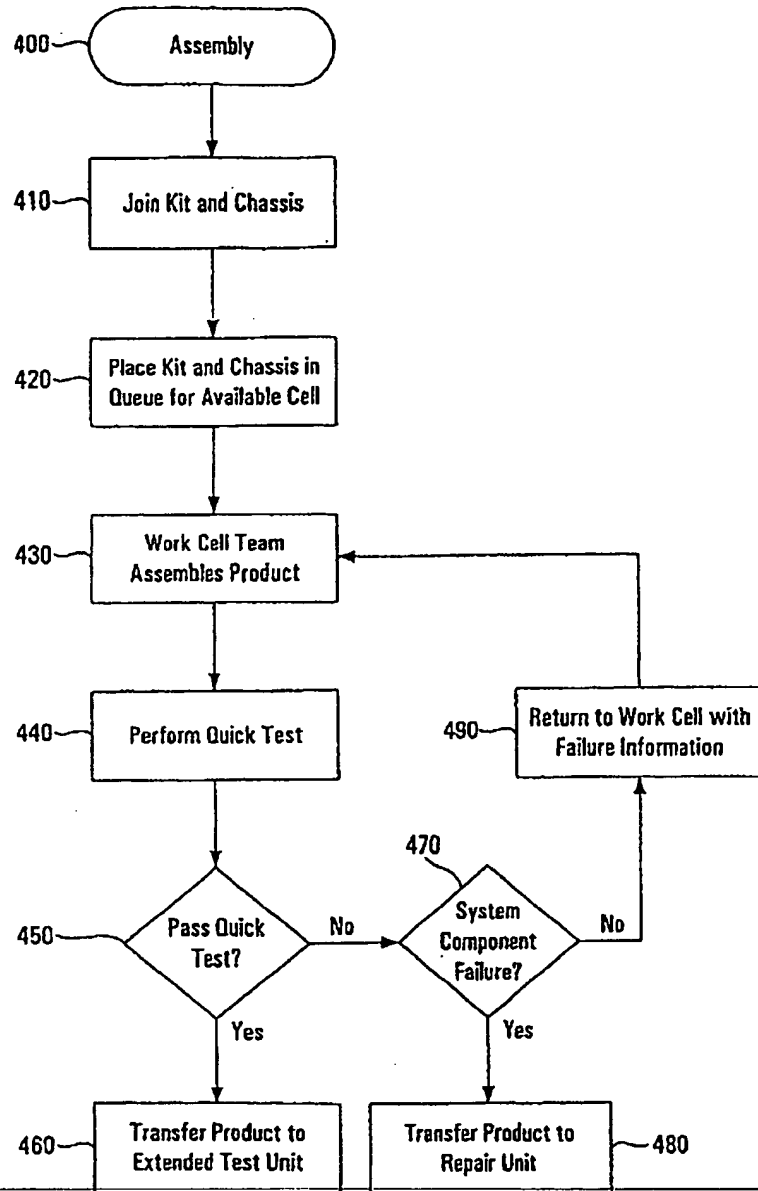 400
Assembly
410
Join Kit and Chassis
420
Place Kit and Chassis in
Queue for Available Cell
430
Work Cell Team
Assembles Product
440
Perform Quick Test
490
Return to Work Cell with
Failure Information
450
Pass Quick
Test?
No
Yes
470
System
Component
Failure?
No
Yes
460
Transfer Product to
Extended Test Unit
Transfer Product to
Repair Unit
480